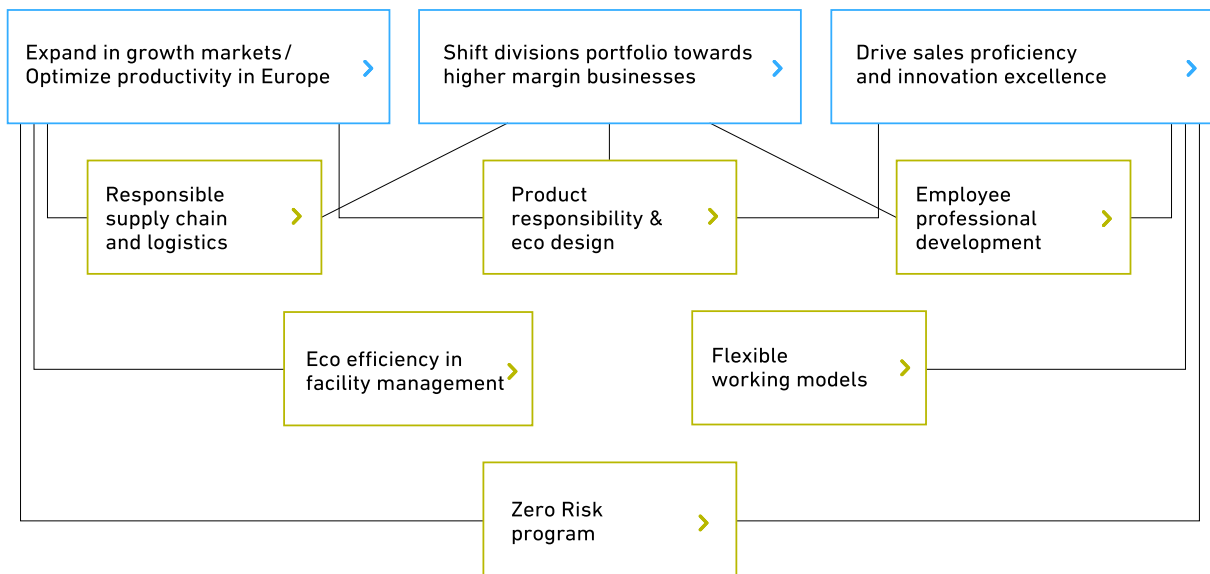 Expand in growth markets/
Optimize productivity in Europe
Shift divisions portfolio towards
higher margin businesses
Drive sales proficiency
and innovation excellence
Responsible
supply chain
and logistics
Product
responsibility &
eco design
Employee
professional
development
Eco efficiency in
facility management
Flexible
working models
Zero Risk
program